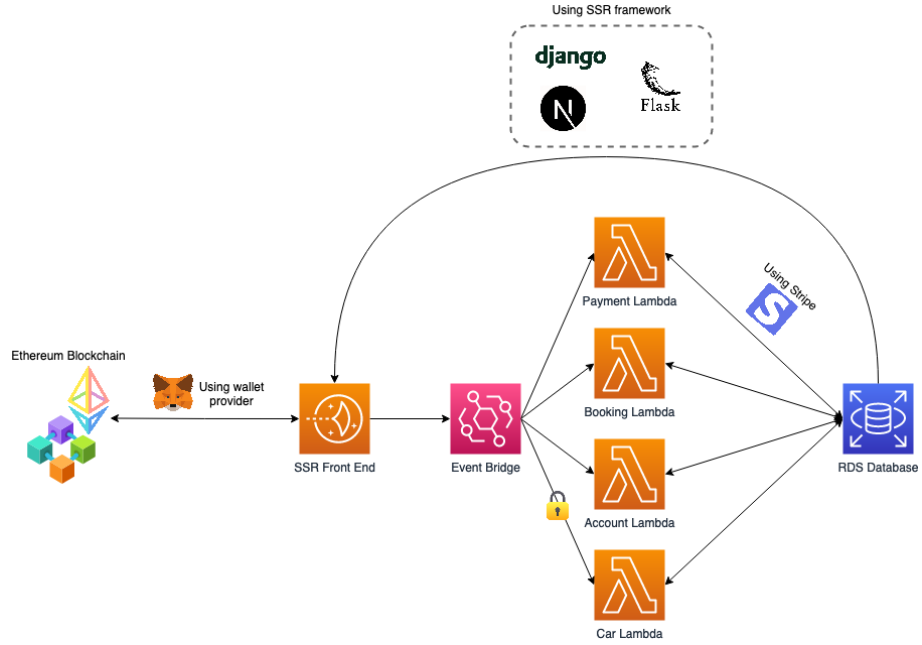 Using SSR framework
django
N
Flask
Payment Lambda
Using Stripe
S
Ethereum Blockchain
Using wallet
provider
Booking Lambda
SSR Front End
Event Bridge
RDS Database
Account Lambda
Car Lambda